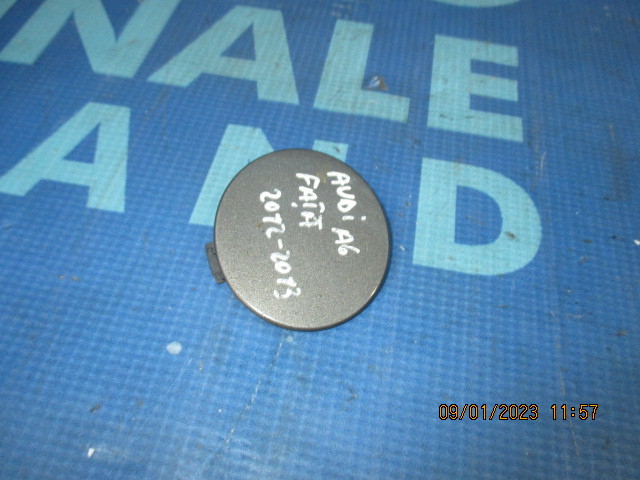 NALE
AND
AUDi A6
FAȚĂ
2012-2013
09/01/2023 11:57